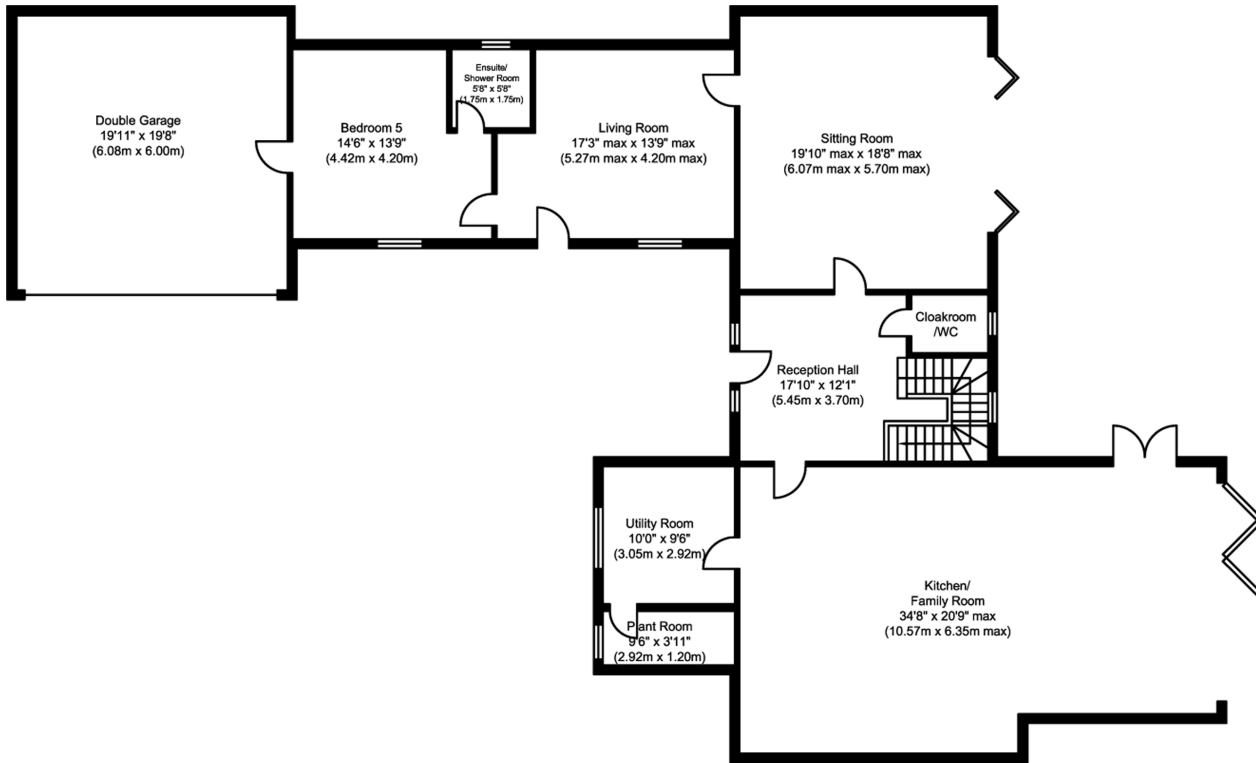 Double Garage
19'11" x 19'8"
(6.08m x 6.00m)
Bedroom 5
14'6" x 13'9"
(4.42m x 4.20m)
Ensuite/
Shower Room
5'8" x 5'8"
(1.75m x 1.75m)
Living Room
17'3" max x 13'9" max
(5.27m max x 4.20m max)
Sitting Room
19'10" max x 18'8" max
(6.07m max x 5.70m max)
Cloakroom
/WC
Reception Hall
17'10" x 12'1"
(5.45m x 3.70m)
Utility Room
10'0" x 9'6"
(3.05m x 2.92m)
Plant Room
9'6" x 3'11"
(2.92m x 1.20m)
Kitchen/
Family Room
34'8" x 20'9" max
(10.57m x 6.35m max)